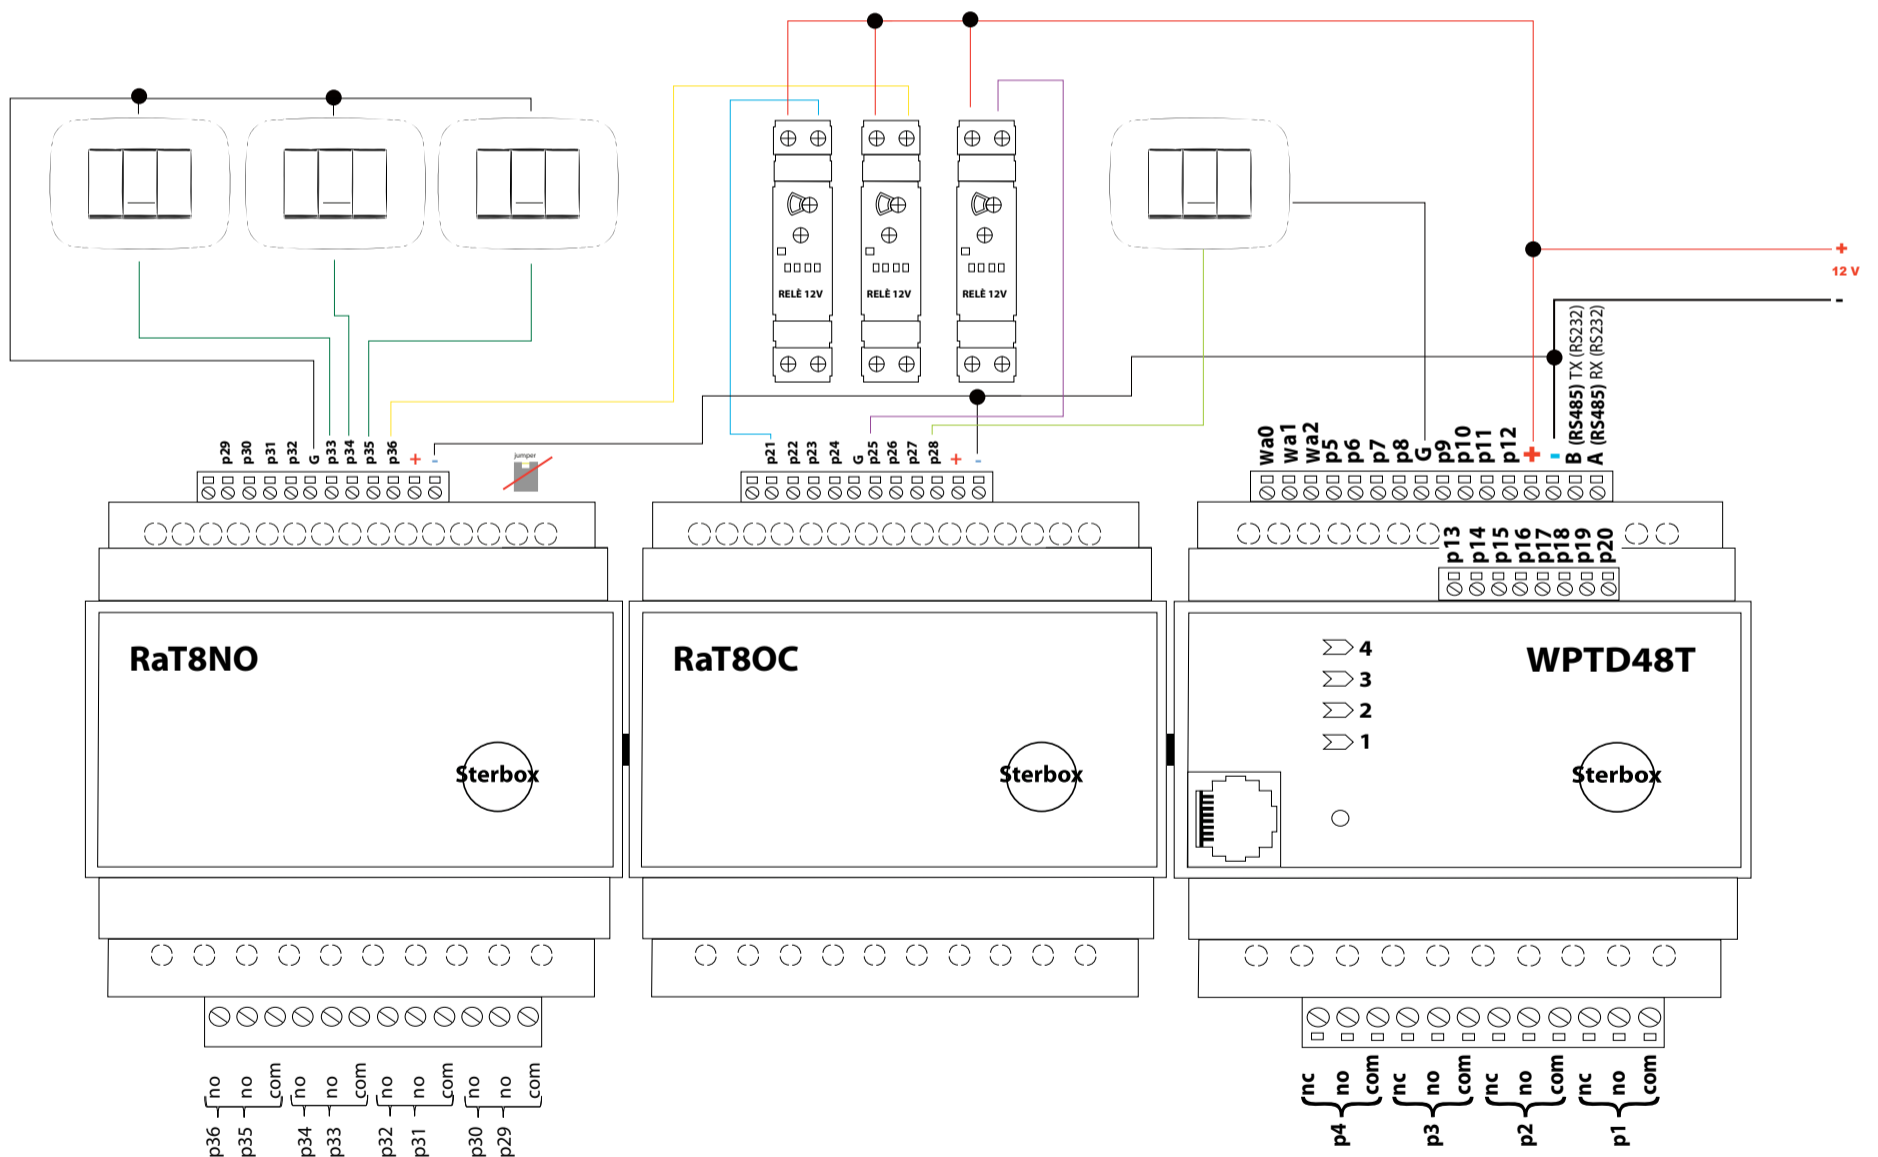 +
12 V
-
RELÈ 12V
RELÈ 12V
RELÈ 12V
B (RS485) TX (RS232)
A (RS485) RX (RS232)
p29
p30
p31
p32
G
p33
p34
p35
p36
+
-
jumper
p21
p22
p23
p24
G
p25
p26
p27
p28
+
-
wa0
wa1
wa2
p5
p6
p7
p8
G
p9
p10
p11
p12
+
-
p13
p14
p15
p16
p17
p18
p19
p20
RaT8NO
RaT8OC
WPTD48T
4
3
2
1
Sterbox
Sterbox
Sterbox
no
no
com
no
no
com
no
no
com
no
no
com
p36
p35
p34
p33
p32
p31
p30
p29
nc
no
com
nc
no
com
nc
no
com
nc
no
com
p4
p3
p2
p1